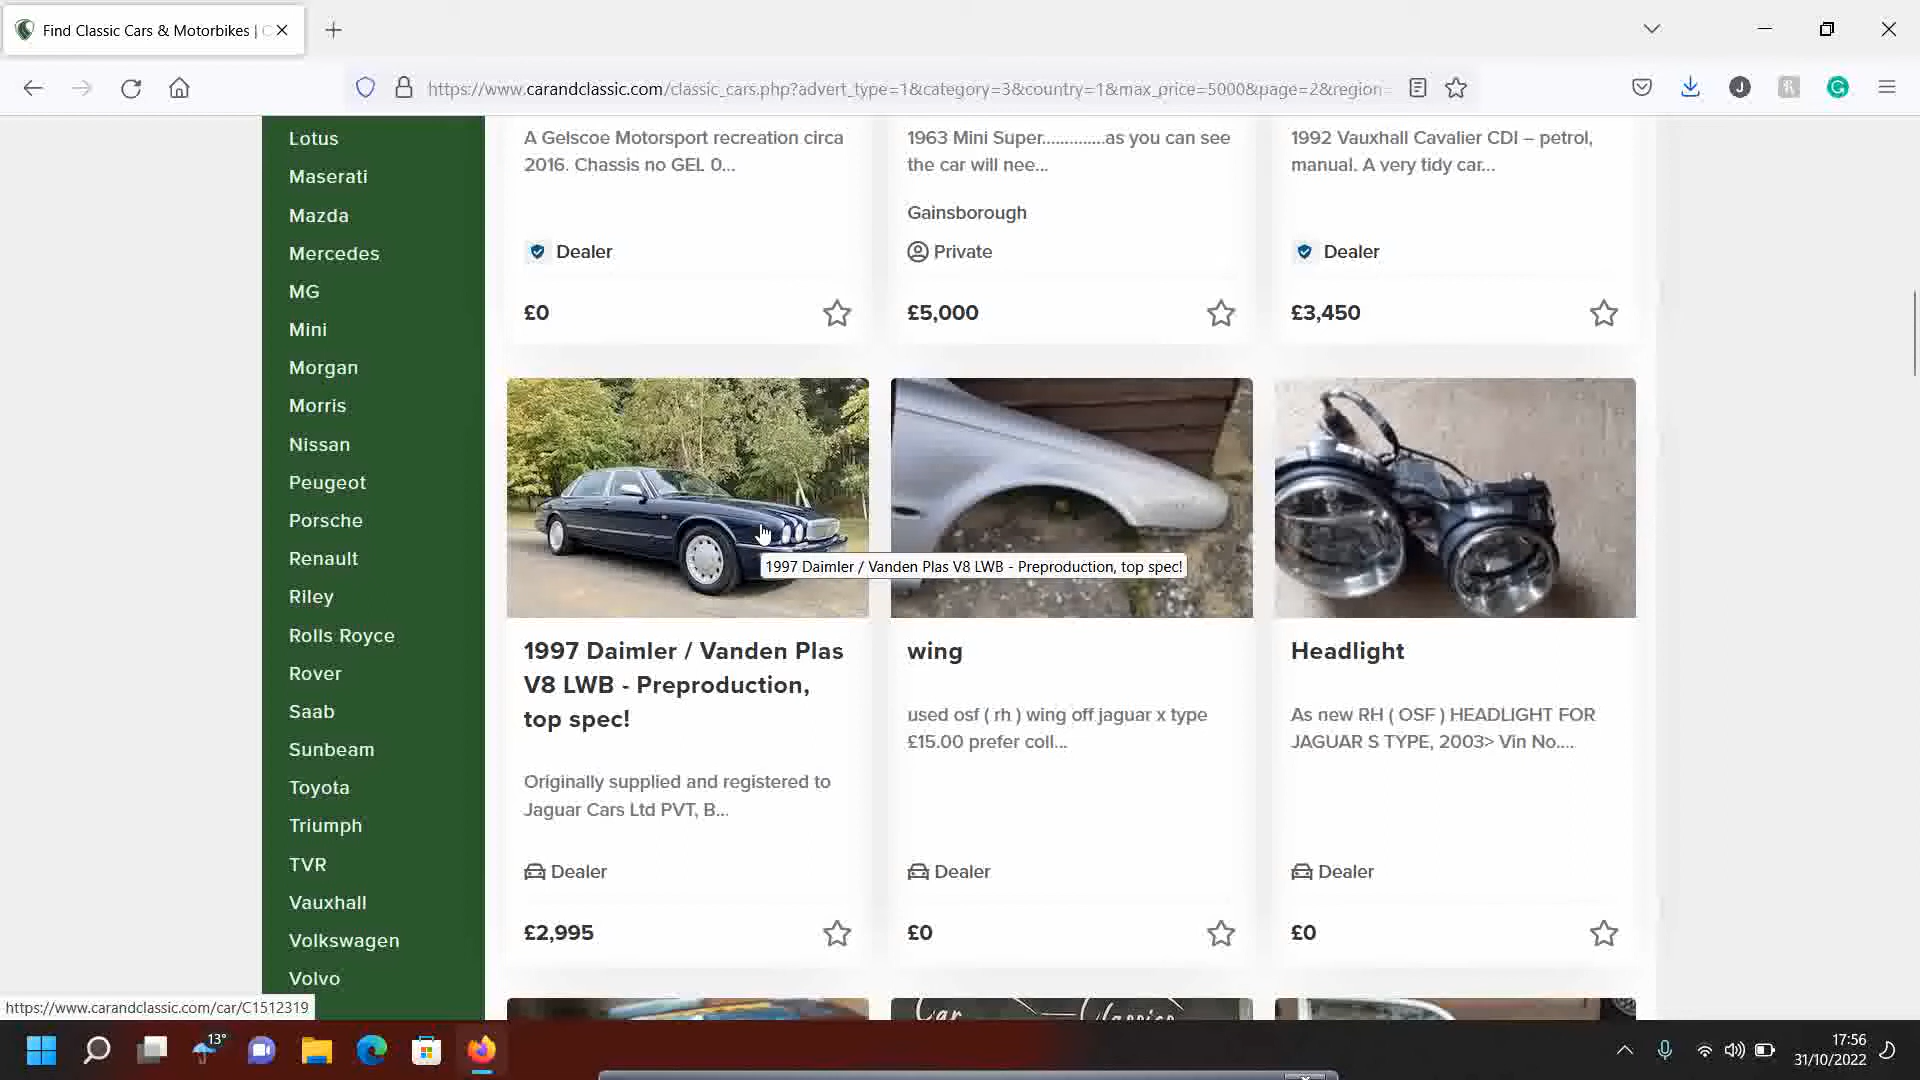 Find Classic Cars & Motorbikes | C
https://www.carandclassic.com/classic_cars.php?advert_type=1&category=3&country=1&max_price=5000&page=2&region=
Lotus
Maserati
Mazda
Mercedes
MG
Mini
Morgan
Morris
Nissan
Peugeot
Porsche
Renault
Riley
Rolls Royce
Rover
Saab
Sunbeam
Toyota
Triumph
TVR
Vauxhall
Volkswagen
Volvo
A Gelscoe Motorsport recreation circa
2016. Chassis no GEL 0...
Dealer
£0
1963 Mini Super..............as you can see
the car will nee...
Gainsborough
Private
£5,000
1992 Vauxhall Cavalier CDI – petrol,
manual. A very tidy car...
Dealer
£3,450
1997 Daimler / Vanden Plas V8 LWB - Preproduction, top spec!
1997 Daimler / Vanden Plas
V8 LWB - Preproduction,
top spec!
Originally supplied and registered to
Jaguar Cars Ltd PVT, B...
Dealer
£2,995
wing
used osf ( rh ) wing off jaguar x type
£15.00 prefer coll...
Dealer
£0
Headlight
As new RH ( OSF ) HEADLIGHT FOR
JAGUAR S TYPE, 2003> Vin No....
Dealer
£0
Car Classics
https://www.carandclassic.com/car/C1512319
13°
17:56
31/10/2022